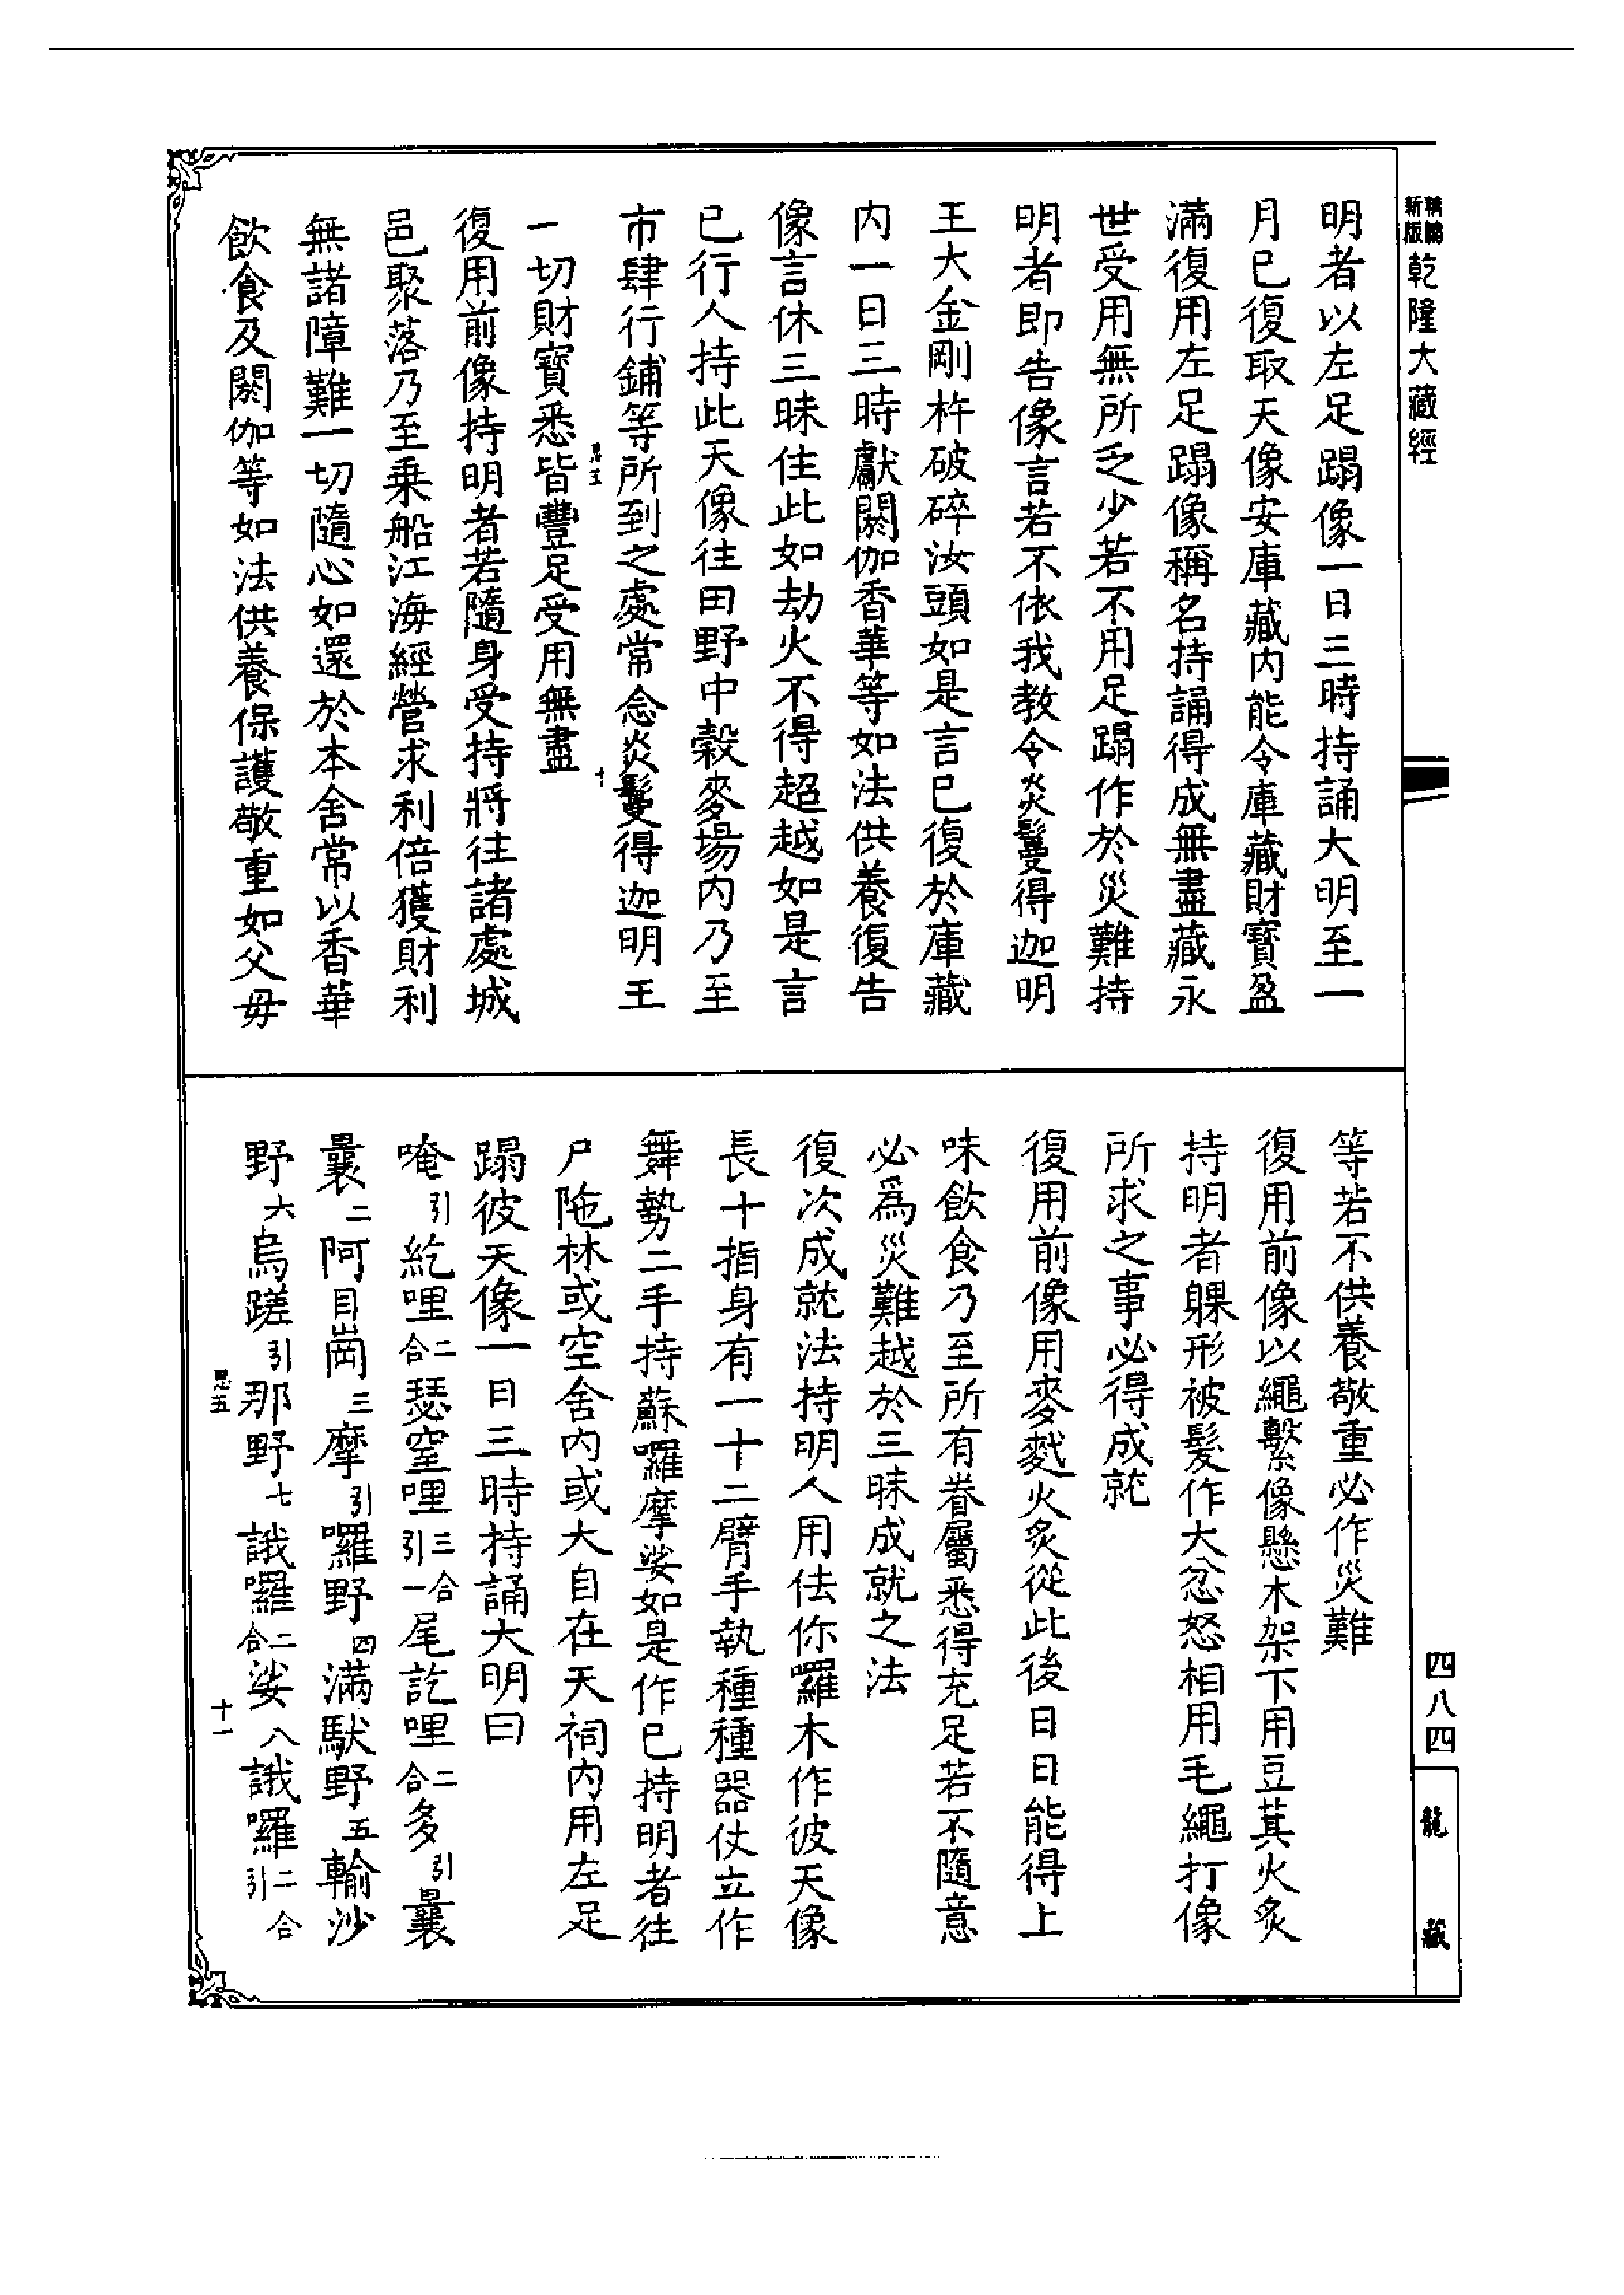 新版
乾隆大藏經
明者以左足蹋像一日三時持誦大明至一
月已復取天像安庫藏内能令庫藏財寳盈
滿復用左足蹋像稱名持誦得成無盡藏永
世受用無所乏少若不用足蹋作於災難持
明者即告像言若不依我教令炎鬘得迦明
王大金剛杵破碎汝頭如是言已復於庫藏
内一日三時獻閼伽香華等如法供養復告
像言休三昧住此如劫火不得超越如是言
已行人持此天像往田野中穀麥場内乃至
市肆行鋪等所到之處常念炎鬘得迦明王
一切財寳悉皆豐足受用無盡
復用前像持明者若隨身受持將往諸處城
邑聚落乃至乗船江海經營求利倍獲財利
無諸障難一切隨心如還於本舍常以香華
飲食及閼伽等如法供養保護敬重如父毋
等若不供養敬重必作災難
復用前像以繩繫像懸木架下用豆萁火炙
持明者躶形被髮作大忿怒相用毛繩打像
所求之事必得成就
復用前像用麥麩火炙從此後日日能得上
味飲食乃至所有眷屬悉得充足若不隨意
必爲災難越於三昧成就之法
復次成就法持明人用佉你囉木作彼天像
長十指身有一十二臂手執種種器仗立作
舞勢二手持蘇囉摩娑如是作已持明者往
尸陁林或空舍内或大自在天祠内用左足
蹋彼天像一日三時持誦大明曰
唵引紇哩二合瑟窒哩三合引一尾訖哩二合多引曩
曩二阿目崗三摩引囉野四滿馱野五輸沙
野六烏蹉引那野七誐囉二合娑八誐囉二合引
思五
十一
四八四
龍藏